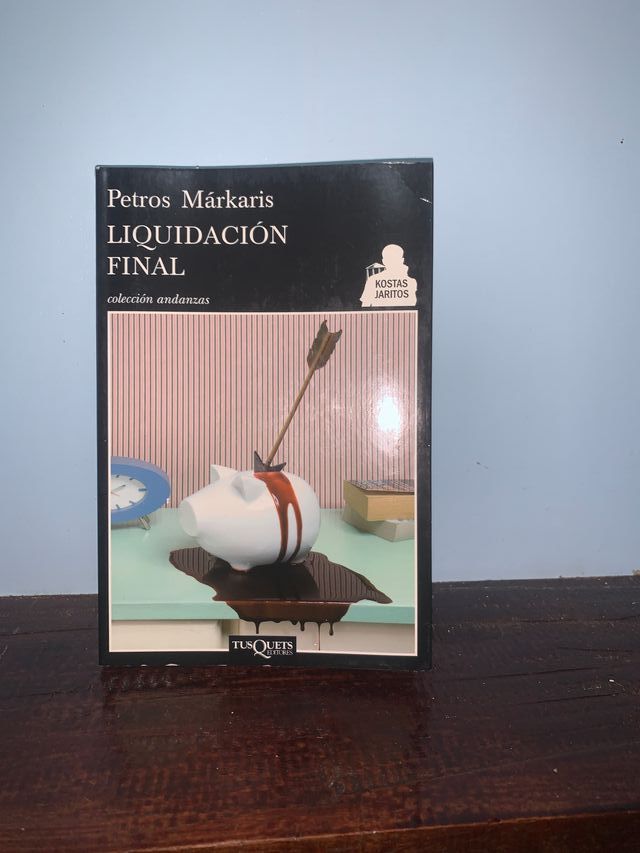 Petros Márkaris
LIQUIDACIÓN
FINAL
colección andanzas
KOSTAS
JARITOS
TUSQUETS
EDITORES